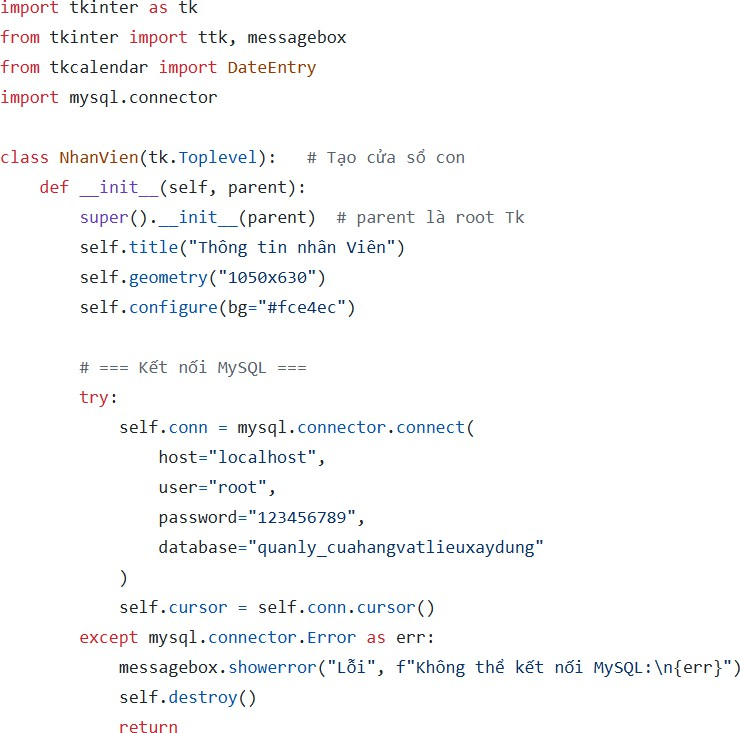 import tkinter as tk
from tkinter import ttk, messagebox
from tkcalendar import DateEntry
import mysql.connector

class NhanVien(tk.Toplevel):   # Tạo cửa sổ con
    def __init__(self, parent):
        super().__init__(parent)  # parent là root Tk
        self.title("Thông tin nhân Viên")
        self.geometry("1050x630")
        self.configure(bg="#fce4ec")

        # === Kết nối MySQL ===
        try:
            self.conn = mysql.connector.connect(
                host="localhost",
                user="root",
                password="123456789",
                database="quanly_cuahangvatlieuxaydung"
            )
            self.cursor = self.conn.cursor()
        except mysql.connector.Error as err:
            messagebox.showerror("Lỗi", f"Không thể kết nối MySQL:\n{err}")
            self.destroy()
            return